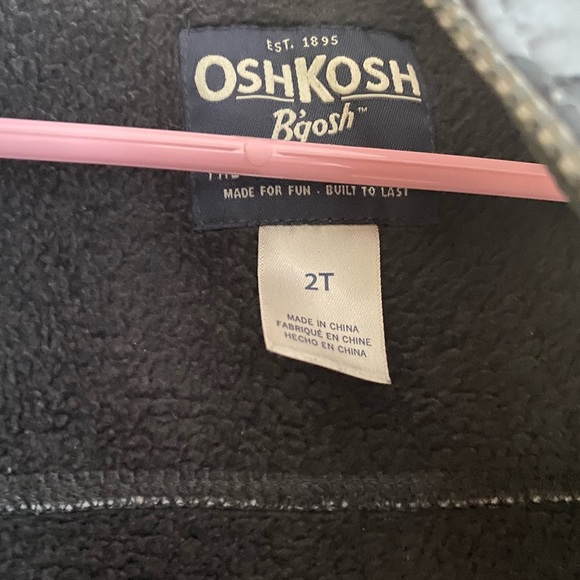 EST. 1895
OSHKOSH
B'gosh™
MADE FOR FUN · BUILT TO LAST
2T
MADE IN CHINA
FABRIQUÉ EN CHINE
HECHO EN CHINA